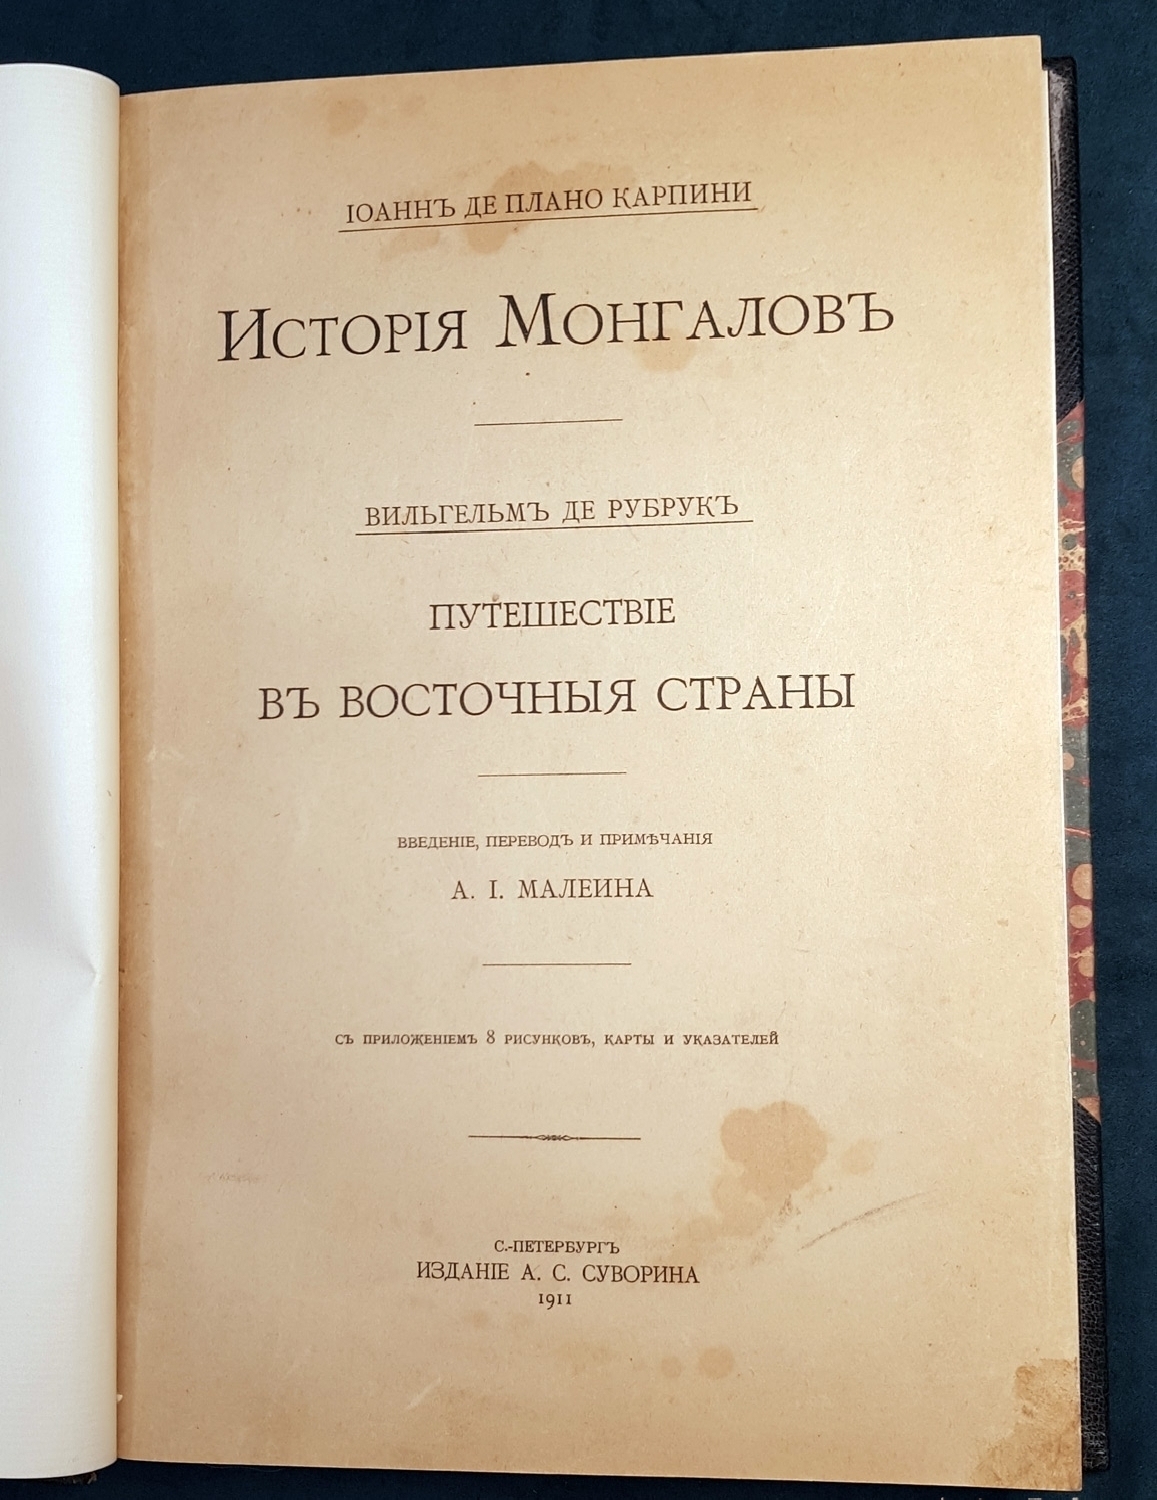 ІОАННЪ ДЕ ПЛАНО КАРПИНИ
ИСТОРІЯ МОНГАЛОВЪ
ВИЛЬГЕЛЬМЪ ДЕ РУБРУКЪ
ПУТЕШЕСТВІЕ
ВЪ ВОСТОЧНЫЯ СТРАНЫ
ВВЕДЕНІЕ, ПЕРЕВОДЪ И ПРИМѢЧАНІЯ
А. І. МАЛЕИНА
СЪ ПРИЛОЖЕНІЕМЪ 8 РИСУНКОВЪ, КАРТЫ И УКАЗАТЕЛЕЙ
С.-ПЕТЕРБУРГЪ
ИЗДАНІЕ А. С. СУВОРИНА
1911